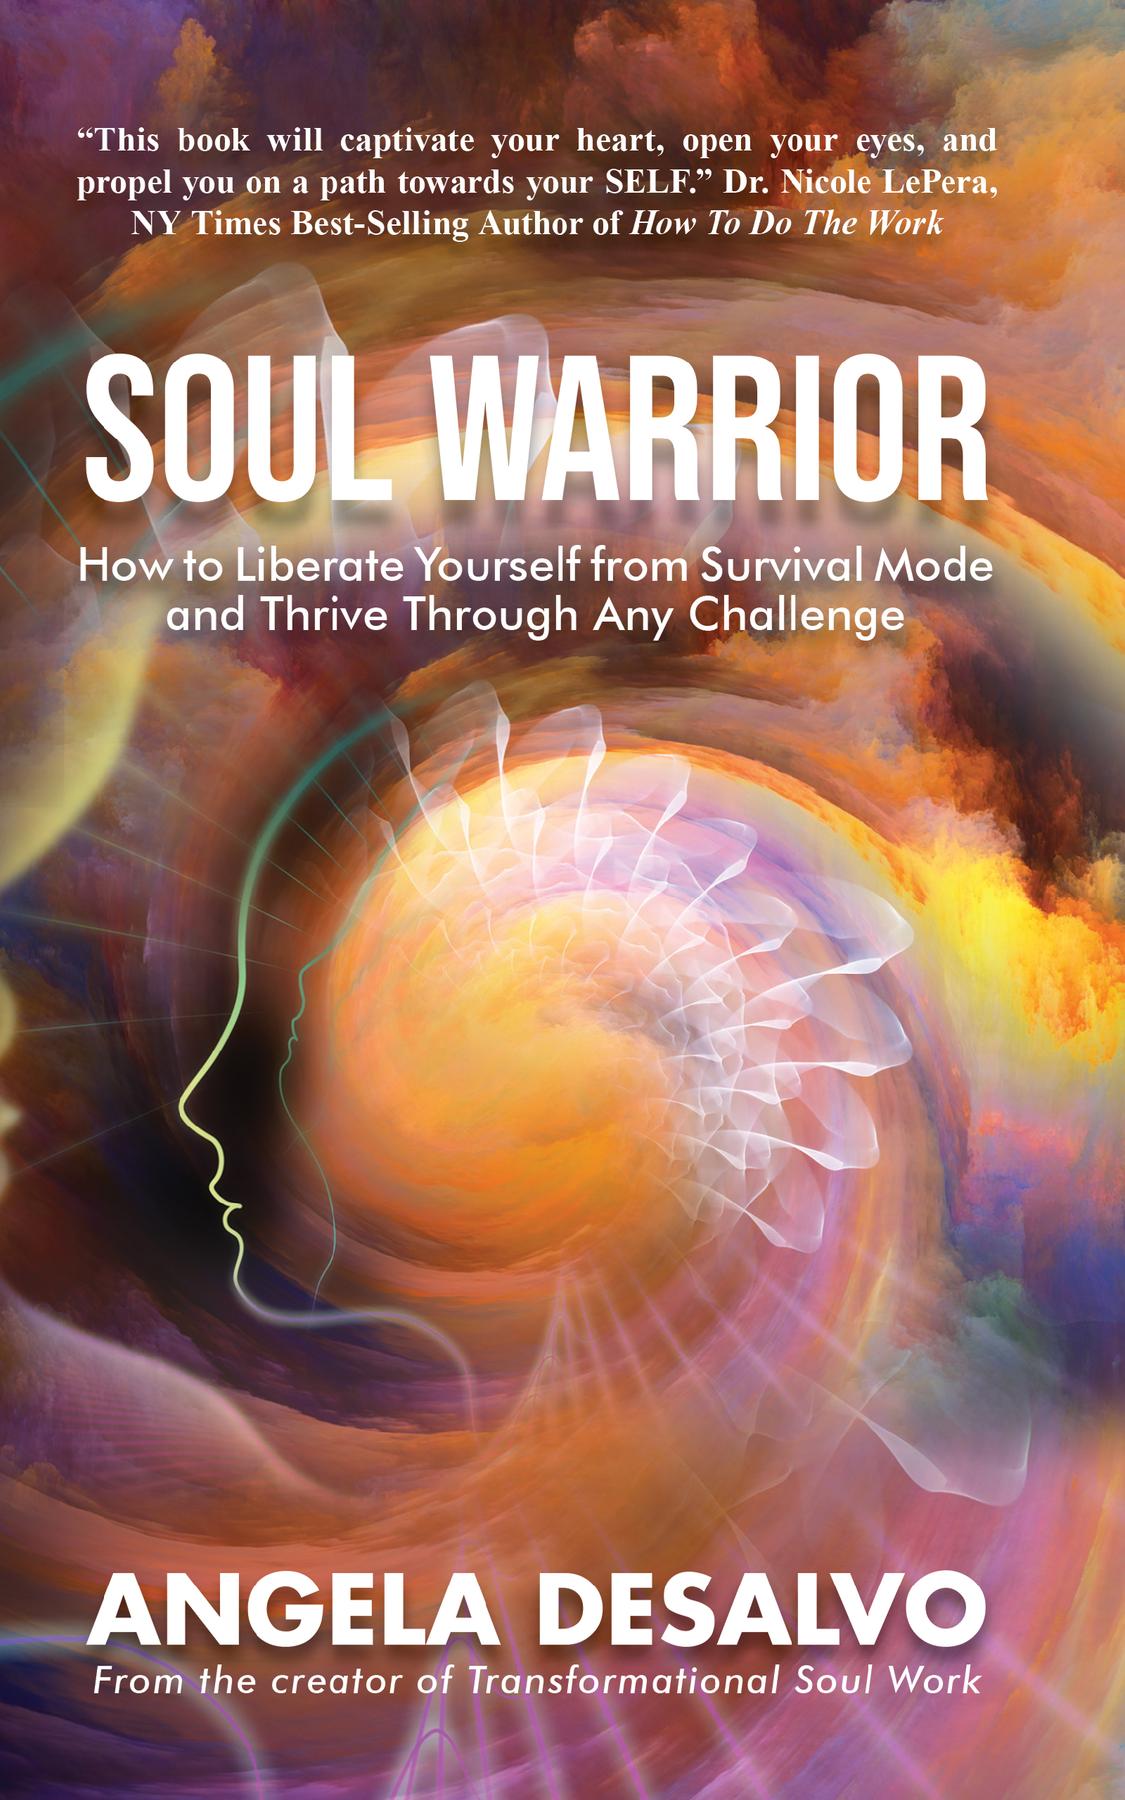 “This book will captivate your heart, open your eyes, and
propel you on a path towards your SELF.” Dr. Nicole LePera,
NY Times Best-Selling Author of How To Do The Work
SOUL WARRIOR
How to Liberate Yourself from Survival Mode
and Thrive Through Any Challenge
ANGELA DESALVO
From the creator of Transformational Soul Work